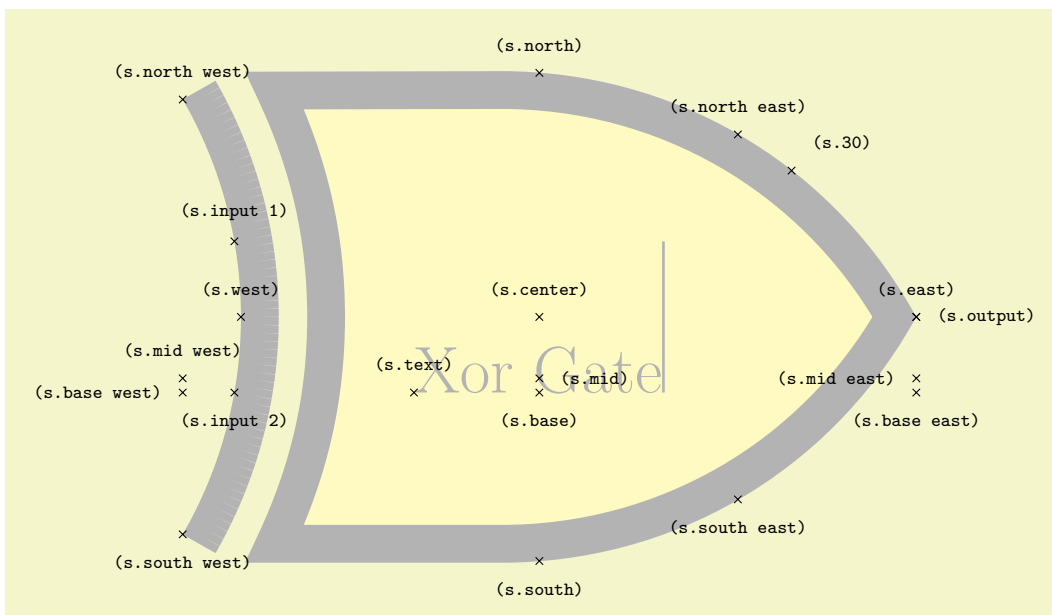 (s.north)
(s.north west)
(s.north east)
(s.30)
(s.input 1)
(s.west)
(s.center)
(s.east)
(s.output)
(s.mid west)
(s.text)
Xor Gate
(s.mid)
(s.mid east)
(s.base west)
(s.input 2)
(s.base)
(s.base east)
(s.south east)
(s.south west)
(s.south)